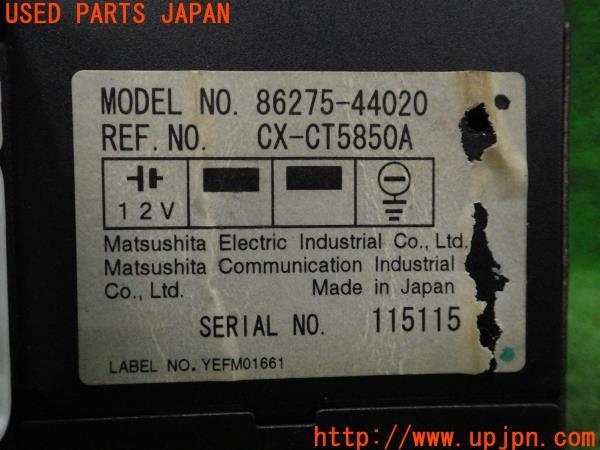 USED PARTS JAPAN
MODEL NO. 86275-44020
REF. NO. CX-CT5850A
12V
Matsushita Electric Industrial Co., Ltd.
Matsushita Communication Industrial
Co., Ltd. Made in Japan
SERIAL NO. 115115
LABEL NO. YEFM01661
http://www.upjpn.com